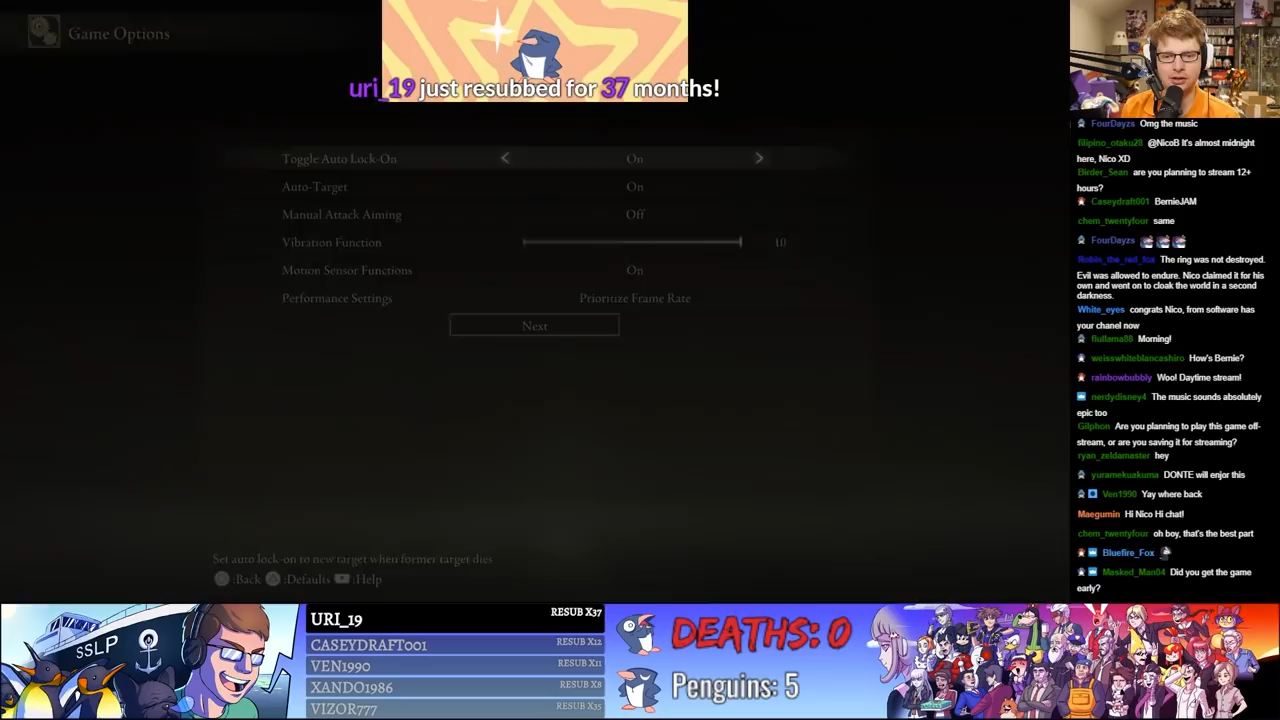 Game Options
uri_19 just resubbed for 37 months!
Toggle Auto Lock-On On
Auto-Target On
Manual Attack Aiming Off
Vibration Function 10
Motion Sensor Functions On
Performance Settings Prioritize Frame Rate
Next
Set auto lock-on to new target when former target dies
:Back :Defaults :Help
FourDayzs Omg the music
filipino_otaku28 @NicoB It's almost midnight
here, Nico XD
Birder_Sean are you planning to stream 12+
hours?
Caseydraft001 BernieJAM
chem_twentyfour same
FourDayzs
Robin_the_red_fox The ring was not destroyed.
Evil was allowed to endure. Nico claimed it for his
own and went on to cloak the world in a second
darkness.
White_eyes congrats Nico, from software has
your chanel now
flullama88 Morning!
weisswhiteblancashiro How's Bernie?
rainbowbubbly Woo! Daytime stream!
nerdydisney4 The music sounds absolutely
epic too
Gilphon Are you planning to play this game off-
stream, or are you saving it for streaming?
ryan_zeldamaster hey
yuramekuakuma DONTE will enjoy this
Ven1990 Yay where back
Maegumin Hi Nico Hi chat!
chem_twentyfour oh boy, that's the best part
Bluefire_Fox
Masked_Man04 Did you get the game
early?
SSLP
URI_19 RESUB X37
CASEYDRAFT001 RESUB X12
VEN1990 RESUB X11
XANDO1986 RESUB X8
VIZOR777 RESUB X35
DEATHS: 0
Penguins: 5